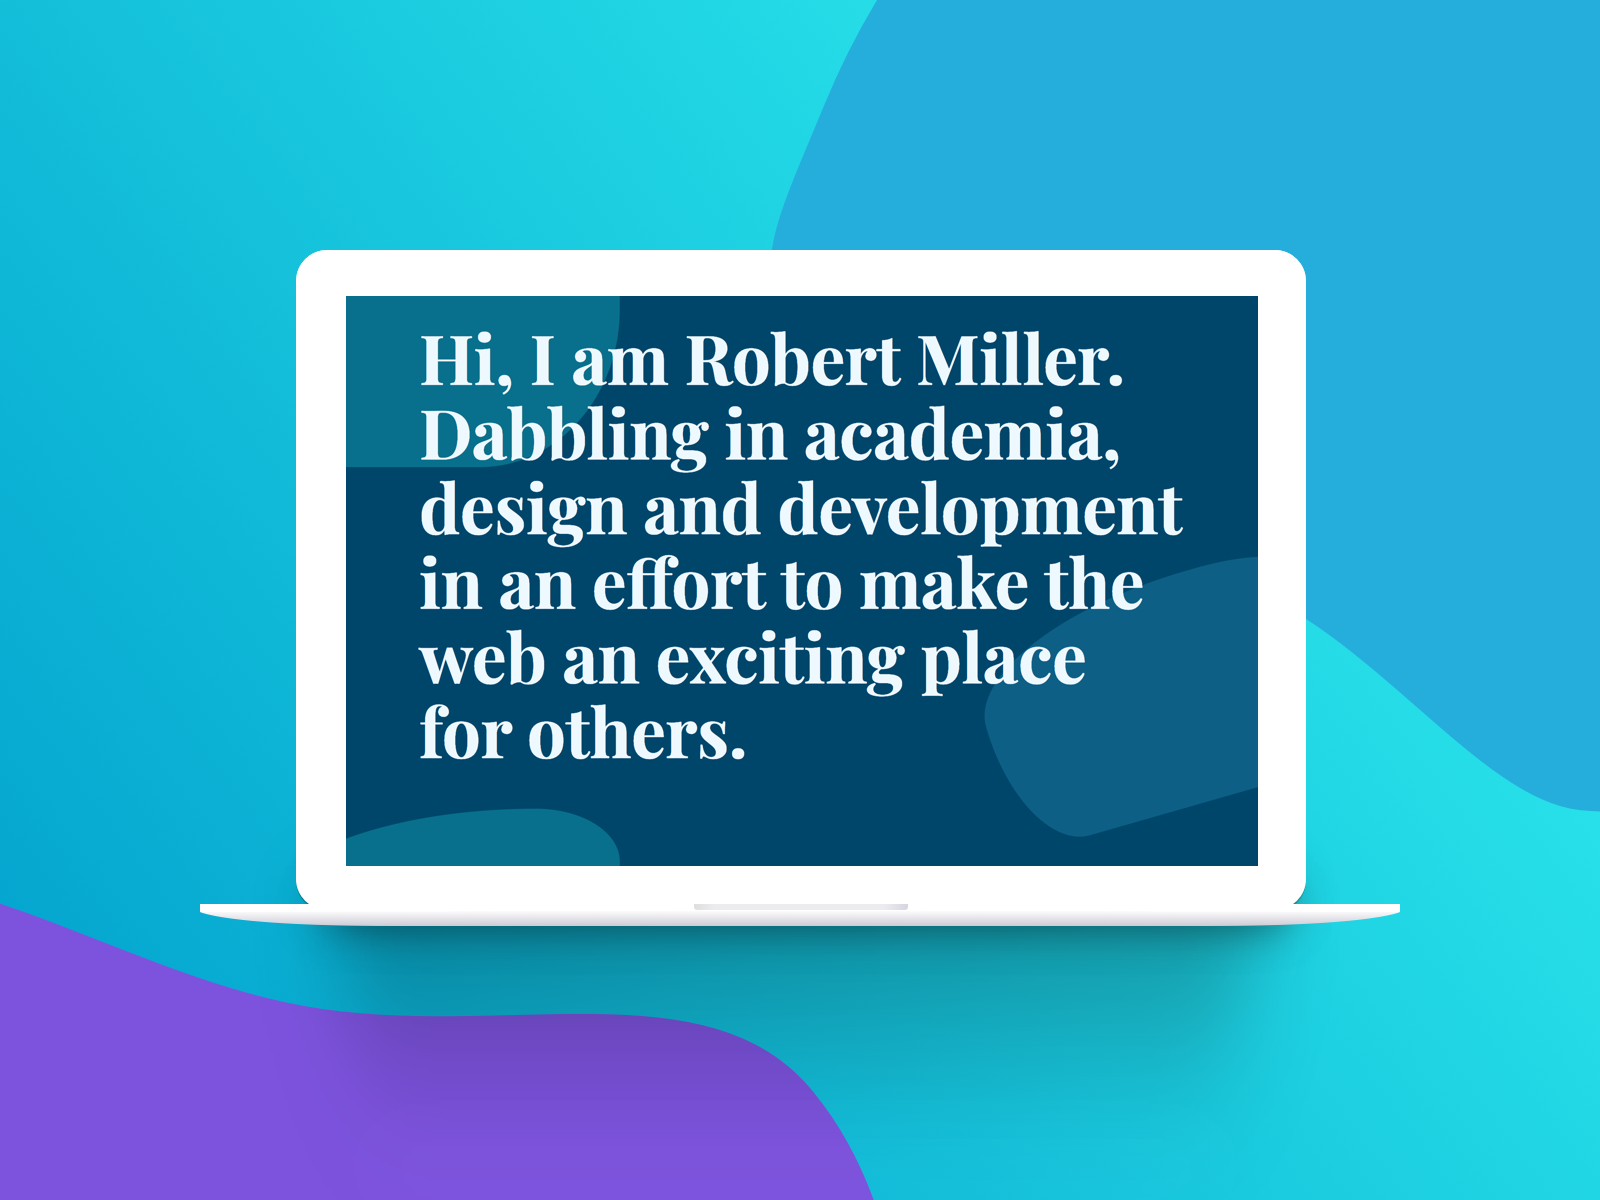 Hi, I am Robert Miller.
Dabbling in academia,
design and development
in an effort to make the
web an exciting place
for others.